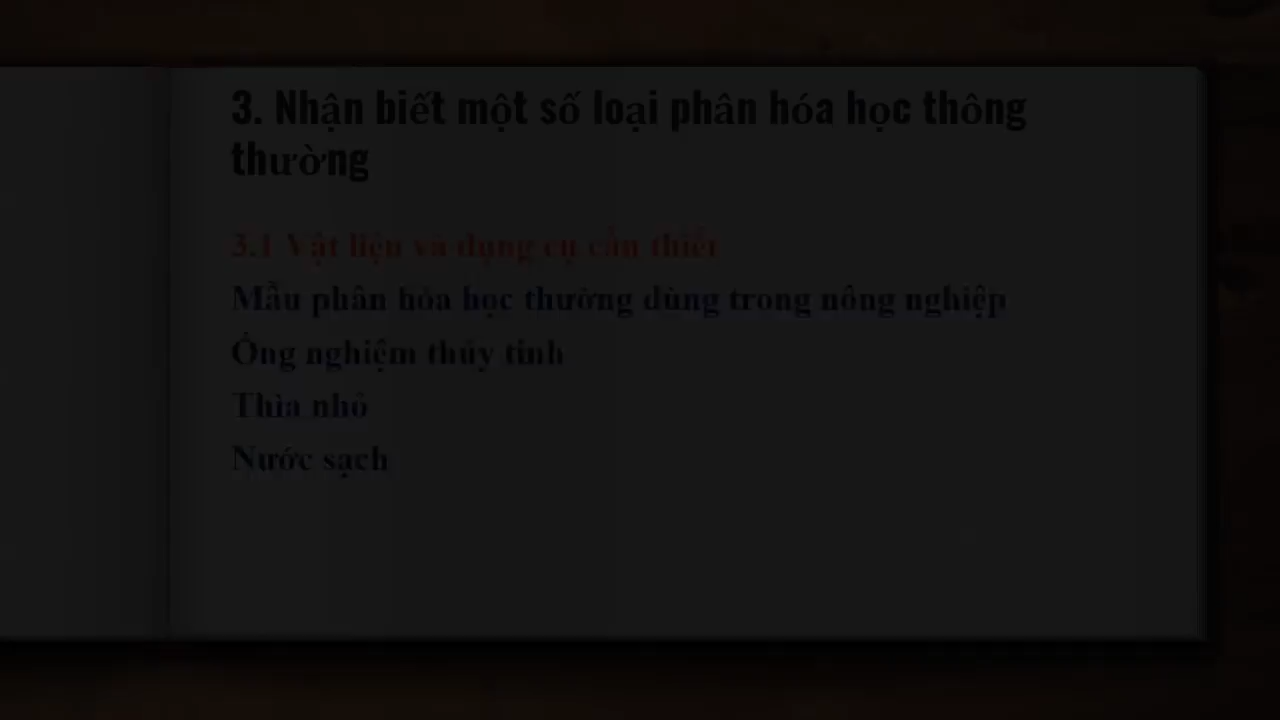 3. Nhận biết một số loại phân hóa học thông
thường
3.1 Vật liệu và dụng cụ cần thiết
Mẫu phân hóa học thường dùng trong nông nghiệp
Ống nghiệm thủy tinh
Thìa nhỏ
Nước sạch